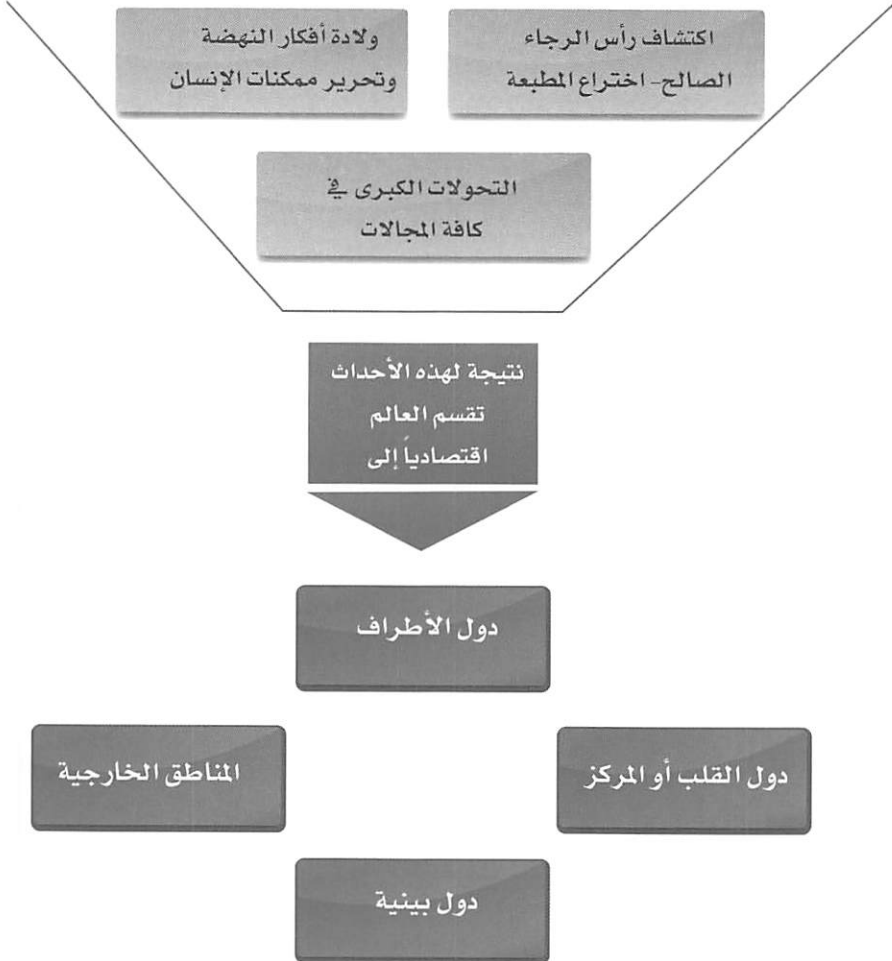 اكتشاف رأس الرجاء
الصالح- اختراع المطبعة
ولادة أفكار النهضة
وتحرير ممكنات الإنسان
التحولات الكبرى في
كافة المجالات
نتيجة لهذه الأحداث
تقسم العالم
اقتصادياً إلى
دول الأطراف
دول القلب أو المركز
المناطق الخارجية
دول بينية